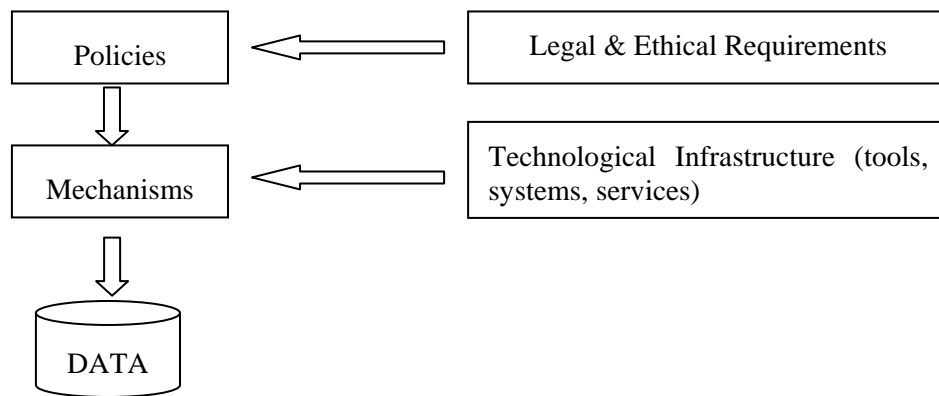 Policies
Legal & Ethical Requirements
Mechanisms
Technological Infrastructure (tools,
systems, services)
DATA